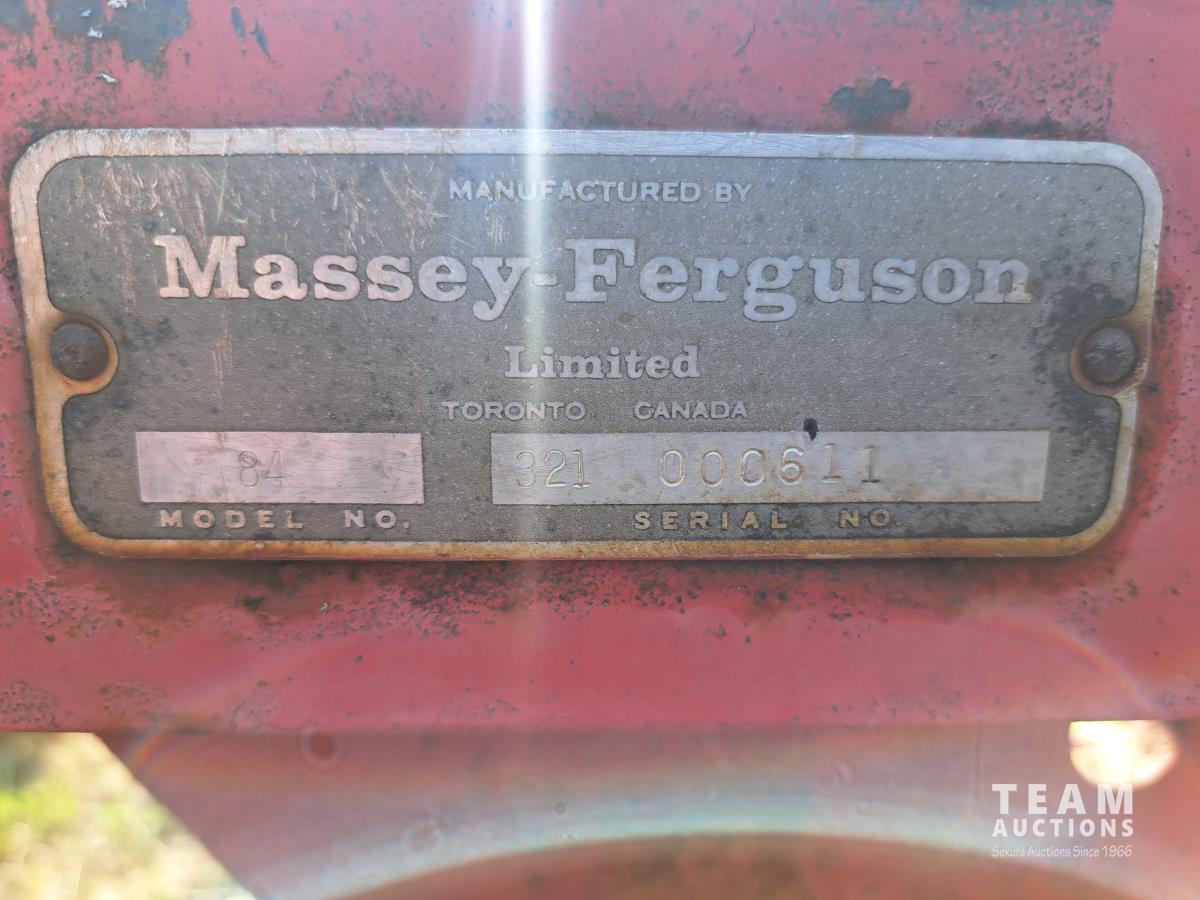 MANUFACTURED BY
Massey-Ferguson
Limited
TORONTO CANADA
84 321 000611
MODEL NO. SERIAL NO.
TEAM
AUCTIONS
Sekura Auctions Since 1966